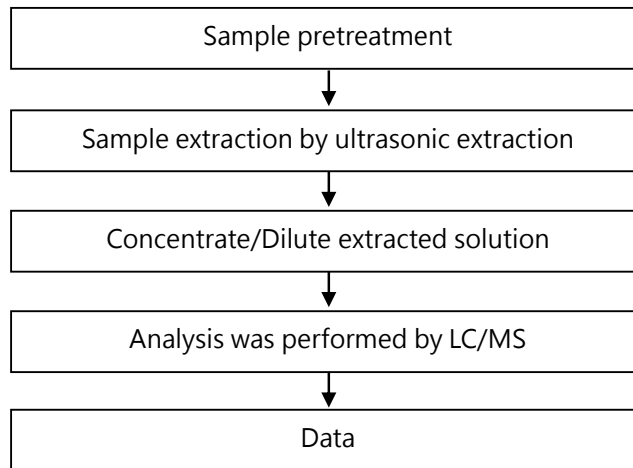 Sample pretreatment
Sample extraction by ultrasonic extraction
Concentrate/Dilute extracted solution
Analysis was performed by LC/MS
Data